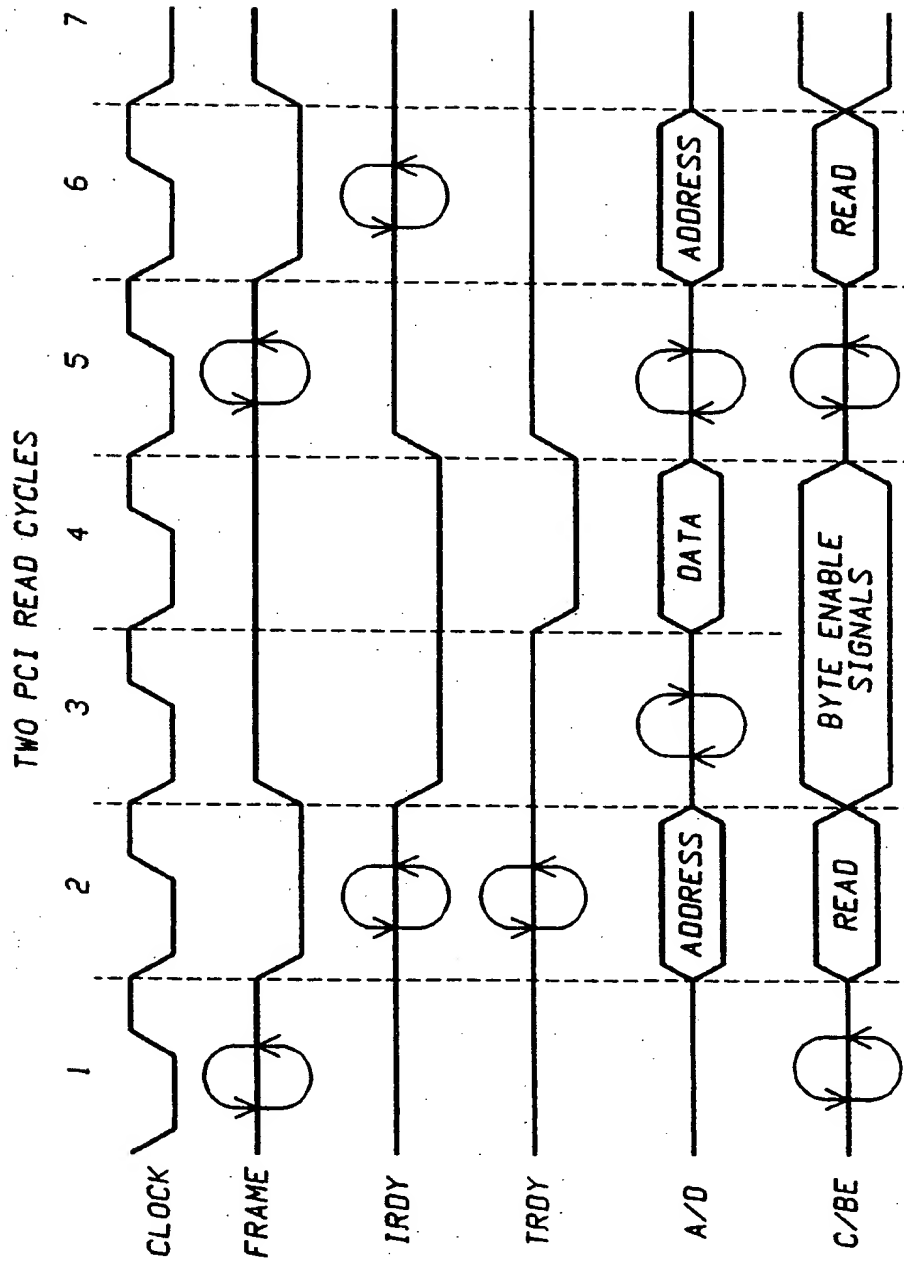 TWO PCI READ CYCLES
1 2 3 4 5 6 7
CLOCK
FRAME
IRDY
TRDY
A/D ADDRESS DATA ADDRESS
C/BE READ BYTE ENABLE READ
SIGNALS